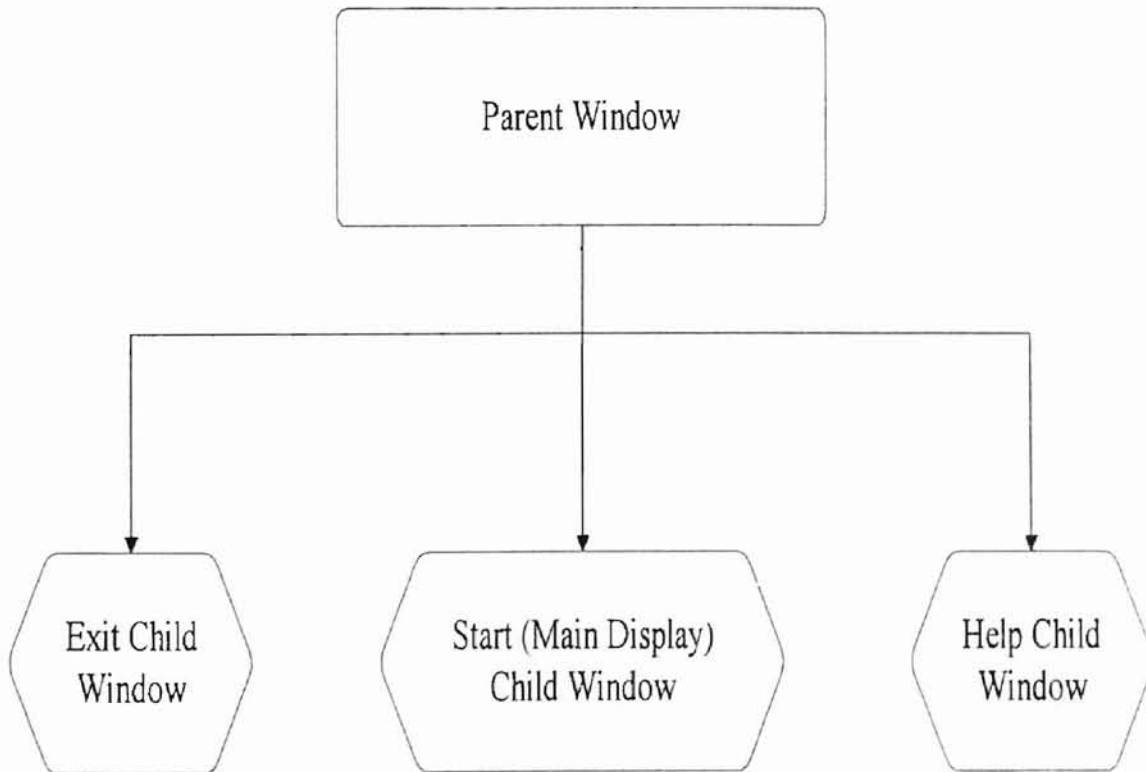 Parent Window
Exit Child
Window
Start (Main Display)
Child Window
Help Child
Window